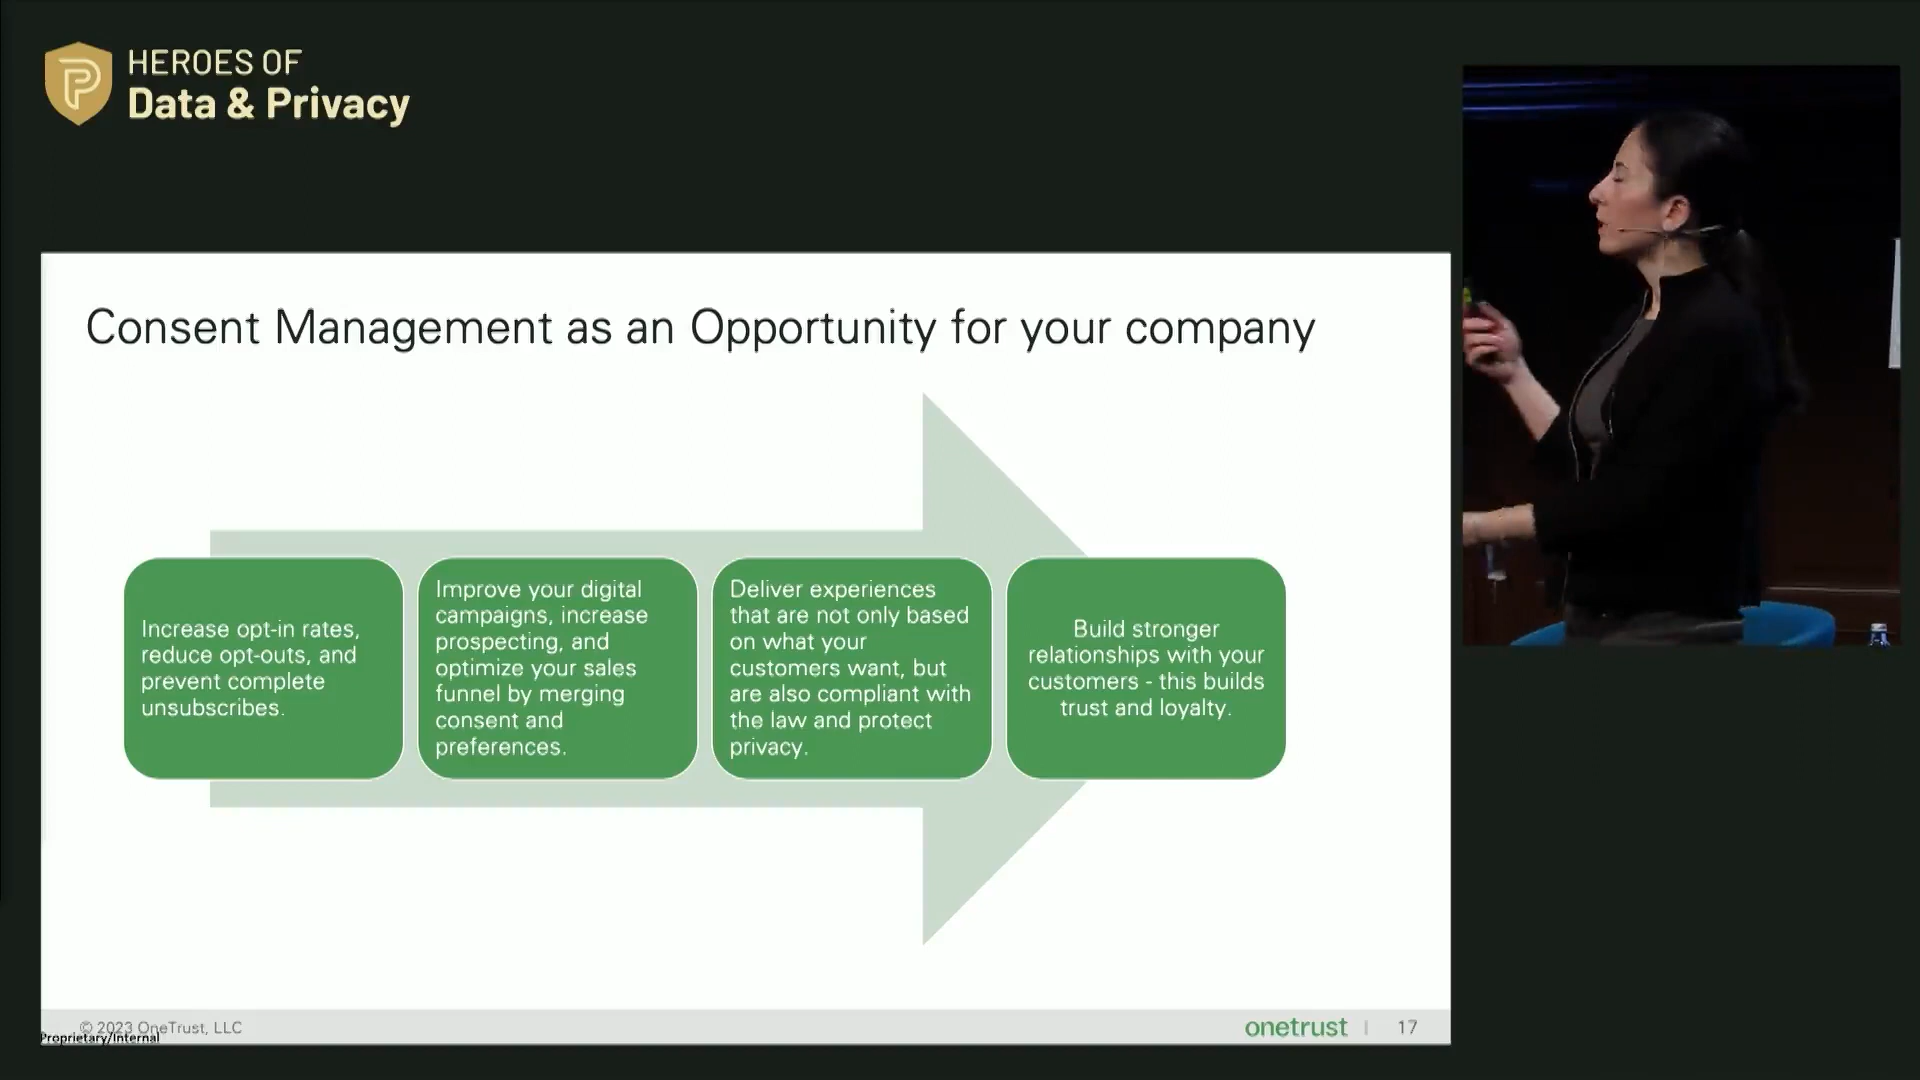 HEROES OF
Data & Privacy
Consent Management as an Opportunity for your company
Increase opt-in rates,
reduce opt-outs, and
prevent complete
unsubscribes.
Improve your digital
campaigns, increase
prospecting, and
optimize your sales
funnel by merging
consent and
preferences.
Deliver experiences
that are not only based
on what your
customers want, but
are also compliant with
the law and protect
privacy.
Build stronger
relationships with your
customers - this builds
trust and loyalty.
© 2023 OneTrust, LLC
Proprietary/Internal
onetrust | 17